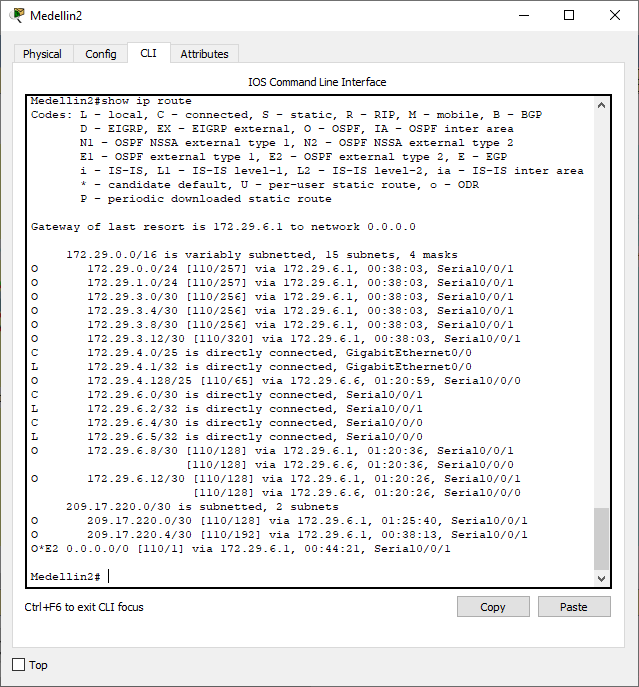 Medellin2
Physical Config CLI Attributes
IOS Command Line Interface
Medellin2#show ip route
Codes: L - local, C - connected, S - static, R - RIP, M - mobile, B - BGP
D - EIGRP, EX - EIGRP external, O - OSPF, IA - OSPF inter area
N1 - OSPF NSSA external type 1, N2 - OSPF NSSA external type 2
E1 - OSPF external type 1, E2 - OSPF external type 2, E - EGP
i - IS-IS, L1 - IS-IS level-1, L2 - IS-IS level-2, ia - IS-IS inter area
* - candidate default, U - per-user static route, o - ODR
P - periodic downloaded static route
Gateway of last resort is 172.29.6.1 to network 0.0.0.0
172.29.0.0/16 is variably subnetted, 15 subnets, 4 masks
O 172.29.0.0/24 [110/257] via 172.29.6.1, 00:38:03, Serial0/0/1
O 172.29.1.0/24 [110/257] via 172.29.6.1, 00:38:03, Serial0/0/1
O 172.29.3.0/30 [110/256] via 172.29.6.1, 00:38:03, Serial0/0/1
O 172.29.3.4/30 [110/256] via 172.29.6.1, 00:38:03, Serial0/0/1
O 172.29.3.8/30 [110/256] via 172.29.6.1, 00:38:03, Serial0/0/1
O 172.29.3.12/30 [110/320] via 172.29.6.1, 00:38:03, Serial0/0/1
C 172.29.4.0/25 is directly connected, GigabitEthernet0/0
L 172.29.4.1/32 is directly connected, GigabitEthernet0/0
O 172.29.4.128/25 [110/65] via 172.29.6.6, 01:20:59, Serial0/0/0
C 172.29.6.0/30 is directly connected, Serial0/0/1
L 172.29.6.2/32 is directly connected, Serial0/0/1
C 172.29.6.4/30 is directly connected, Serial0/0/0
L 172.29.6.5/32 is directly connected, Serial0/0/0
O 172.29.6.8/30 [110/128] via 172.29.6.1, 01:20:36, Serial0/0/1
[110/128] via 172.29.6.6, 01:20:36, Serial0/0/0
O 172.29.6.12/30 [110/128] via 172.29.6.1, 01:20:26, Serial0/0/1
[110/128] via 172.29.6.6, 01:20:26, Serial0/0/0
209.17.220.0/30 is subnetted, 2 subnets
O 209.17.220.0/30 [110/128] via 172.29.6.1, 01:25:40, Serial0/0/1
O 209.17.220.4/30 [110/192] via 172.29.6.1, 00:38:13, Serial0/0/1
O*E2 0.0.0.0/0 [110/1] via 172.29.6.1, 00:44:21, Serial0/0/1
Medellin2#
Ctrl+F6 to exit CLI focus Copy Paste
Top